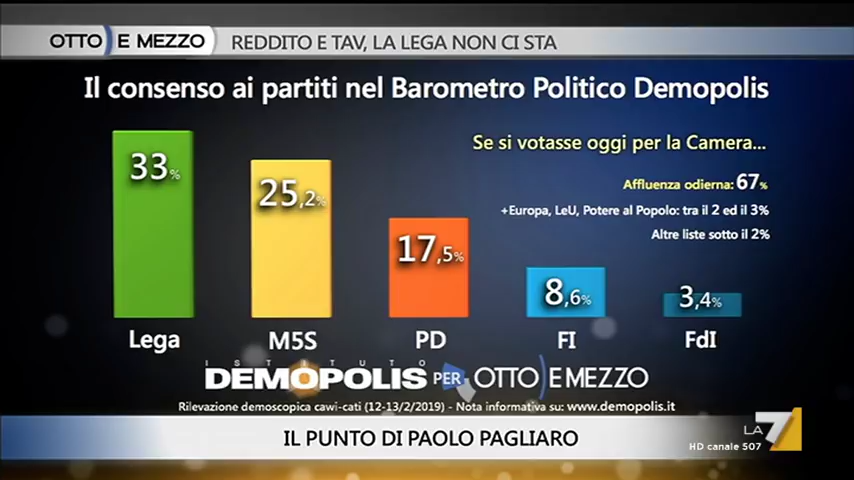 OTTO E MEZZO REDDITO E TAV, LA LEGA NON CI STA
Il consenso ai partiti nel Barometro Politico Demopolis
Se si votasse oggi per la Camera...
Affluenza odierna: 67%
+Europa, LeU, Potere al Popolo: tra il 2 ed il 3%
Altre liste sotto il 2%
33% 25,2% 17,5% 8,6% 3,4%
Lega M5S PD FI FdI
ISTITUTO
DEMOPOLIS PER OTTO E MEZZO
Rilevazione demoscopica cawi-cati (12-13/2/2019) - Nota informativa su: www.demopolis.it
IL PUNTO DI PAOLO PAGLIARO
LA 7
HD canale 507